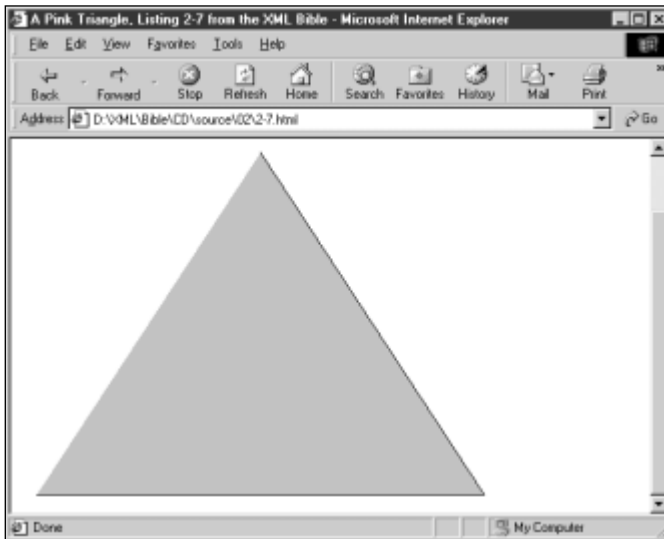 A Pink Triangle, Listing 2-7 from the XML Bible - Microsoft Internet Explorer
File Edit View Favorites Tools Help
Back Forward Stop Refresh Home Search Favorites History Mail Print
Address D:\XML\Bible\CD\source\02\2-7.html Go
Done My Computer